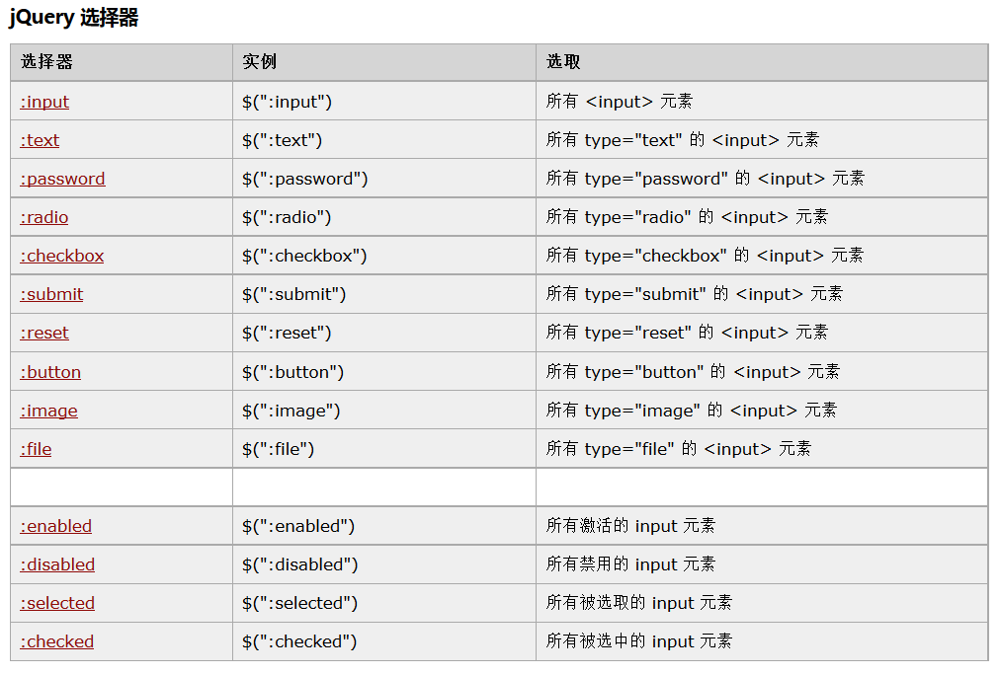 jQuery 选择器
选择器 实例 选取
:input $(":input") 所有 <input> 元素
:text $(":text") 所有 type="text" 的 <input> 元素
:password $(":password") 所有 type="password" 的 <input> 元素
:radio $(":radio") 所有 type="radio" 的 <input> 元素
:checkbox $(":checkbox") 所有 type="checkbox" 的 <input> 元素
:submit $(":submit") 所有 type="submit" 的 <input> 元素
:reset $(":reset") 所有 type="reset" 的 <input> 元素
:button $(":button") 所有 type="button" 的 <input> 元素
:image $(":image") 所有 type="image" 的 <input> 元素
:file $(":file") 所有 type="file" 的 <input> 元素
:enabled $(":enabled") 所有激活的 input 元素
:disabled $(":disabled") 所有禁用的 input 元素
:selected $(":selected") 所有被选取的 input 元素
:checked $(":checked") 所有被选中的 input 元素